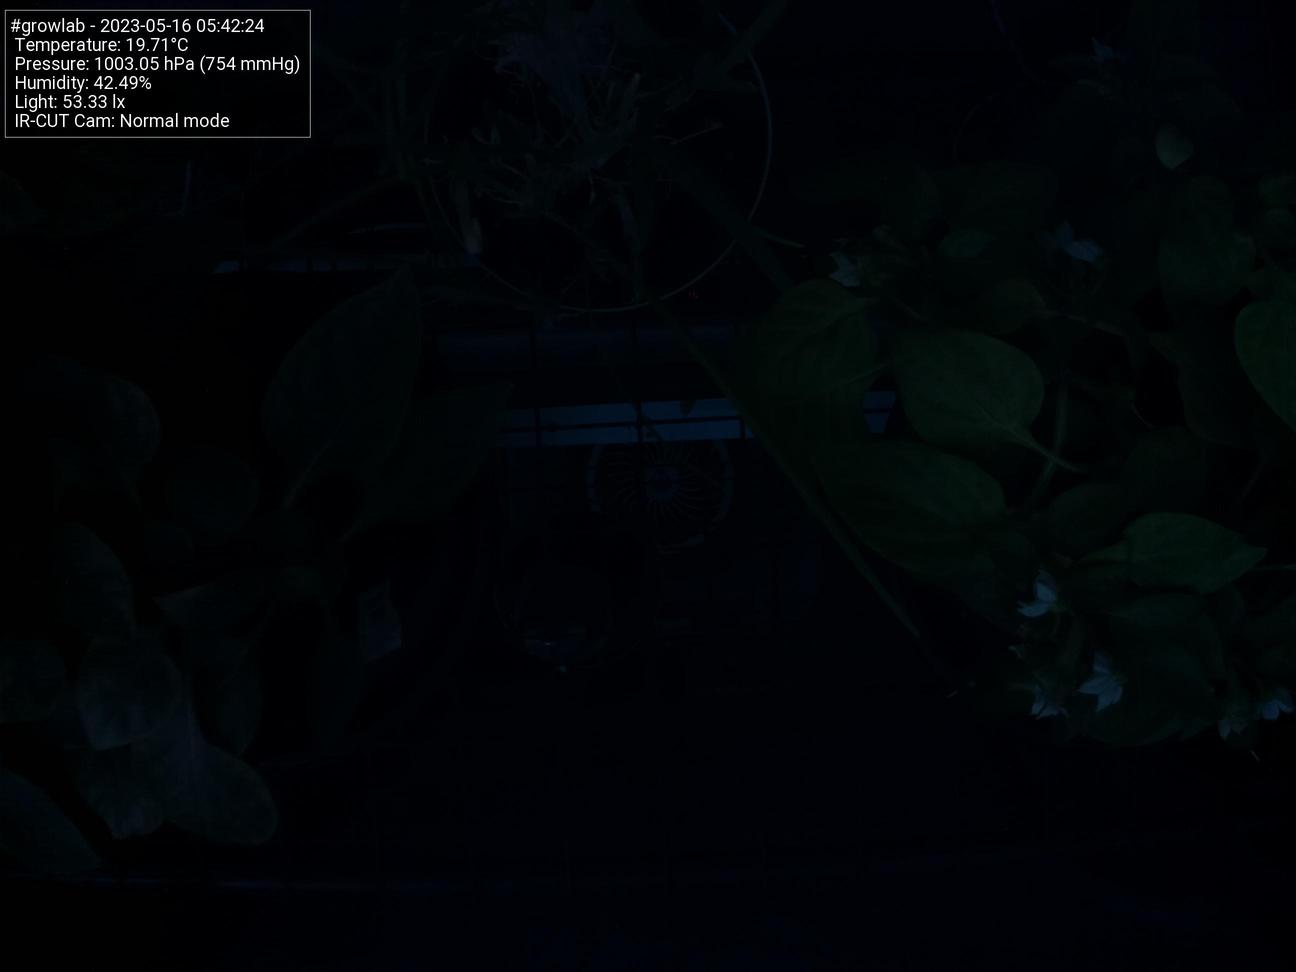 #growlab - 2023-05-16 05:42:24
Temperature: 19.71°C
Pressure: 1003.05 hPa (754 mmHg)
Humidity: 42.49%
Light: 53.33 lx
IR-CUT Cam: Normal mode